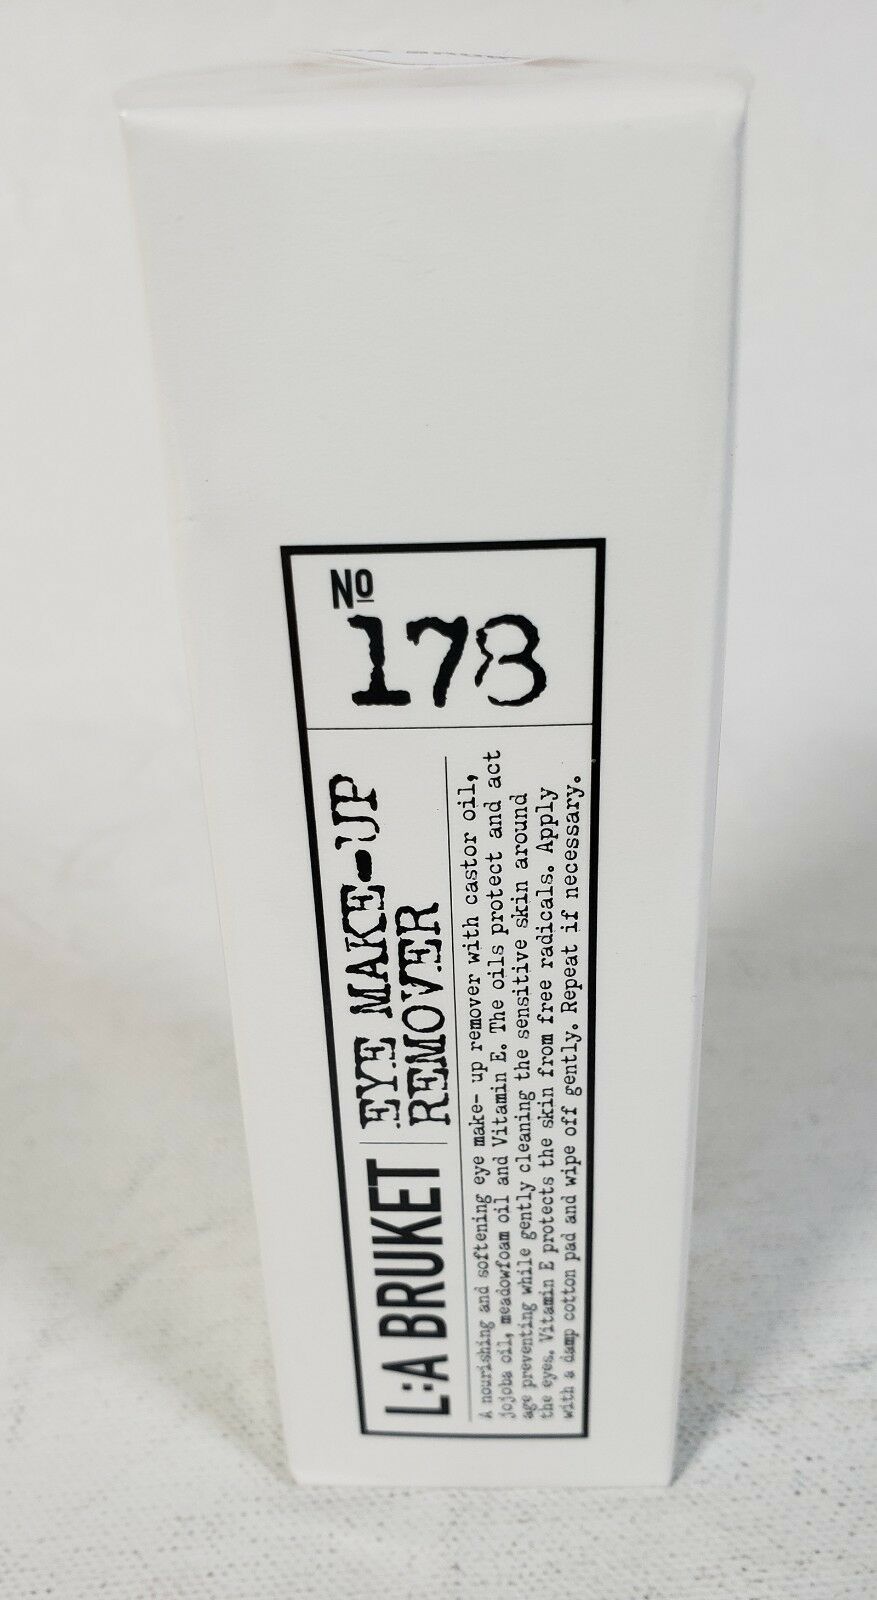 Nº
178
L:A BRUKET
EYE MAKE-UP
REMOVER
A nourishing and softening eye make- up remover with castor oil,
jojoba oil, meadowfoam oil and Vitamin E. The oils protect and act
age preventing while gently cleaning the sensitive skin around
the eyes. Vitamin E protects the skin from free radicals. Apply
with a damp cotton pad and wipe off gently. Repeat if necessary.